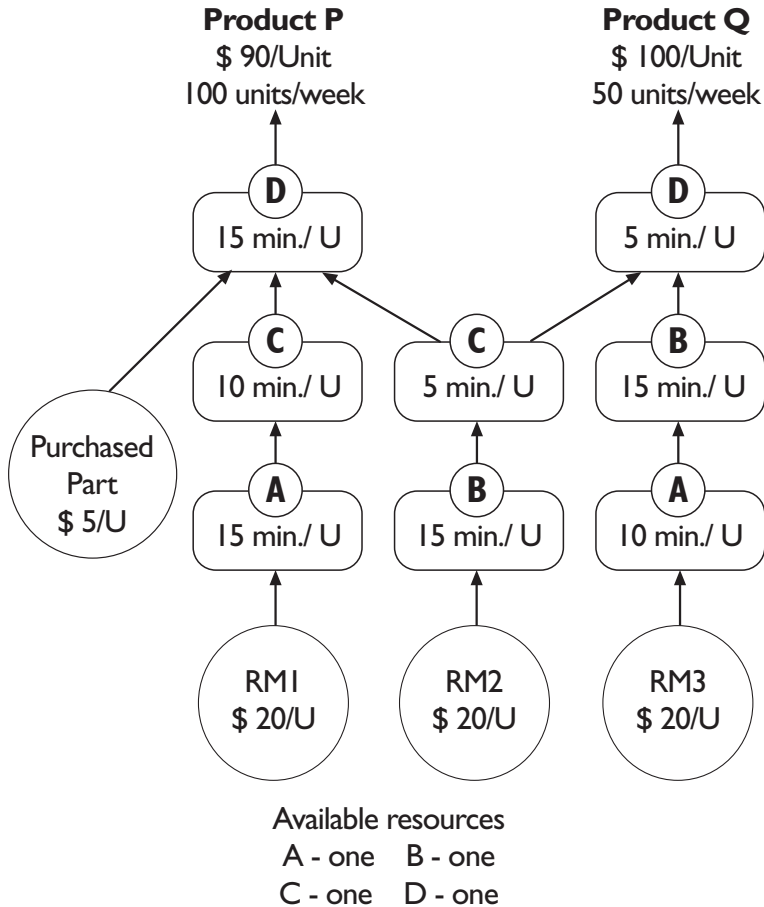 Product P
$ 90/Unit
100 units/week
Product Q
$ 100/Unit
50 units/week
D
15 min./ U
D
5 min./ U
C
10 min./ U
C
5 min./ U
B
15 min./ U
Purchased
Part
$ 5/U
A
15 min./ U
B
15 min./ U
A
10 min./ U
RM1
$ 20/U
RM2
$ 20/U
RM3
$ 20/U
Available resources
A - one B - one
C - one D - one